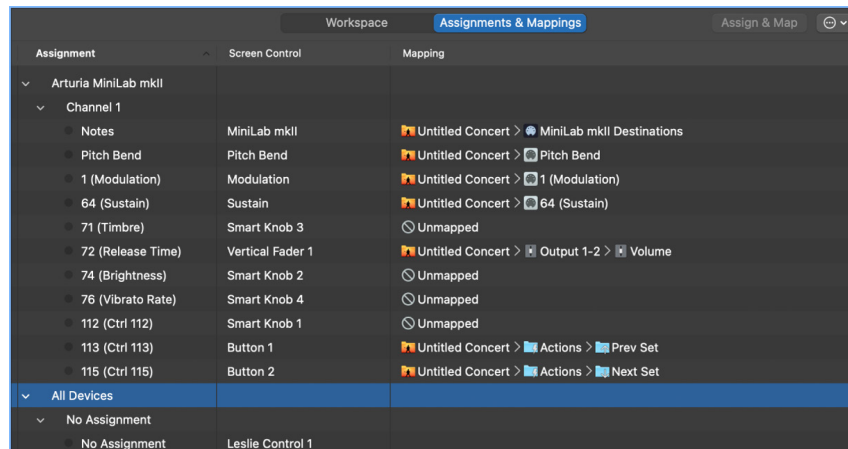 Workspace Assignments & Mappings Assign & Map
Assignment Screen Control Mapping
Arturia MiniLab mkII
Channel 1
Notes MiniLab mkII Untitled Concert > MiniLab mkII Destinations
Pitch Bend Pitch Bend Untitled Concert > Pitch Bend
1 (Modulation) Modulation Untitled Concert > 1 (Modulation)
64 (Sustain) Sustain Untitled Concert > 64 (Sustain)
71 (Timbre) Smart Knob 3 Unmapped
72 (Release Time) Vertical Fader 1 Untitled Concert > Output 1-2 > Volume
74 (Brightness) Smart Knob 2 Unmapped
76 (Vibrato Rate) Smart Knob 4 Unmapped
112 (Ctrl 112) Smart Knob 1 Unmapped
113 (Ctrl 113) Button 1 Untitled Concert > Actions > Prev Set
115 (Ctrl 115) Button 2 Untitled Concert > Actions > Next Set
All Devices
No Assignment
No Assignment Leslie Control 1